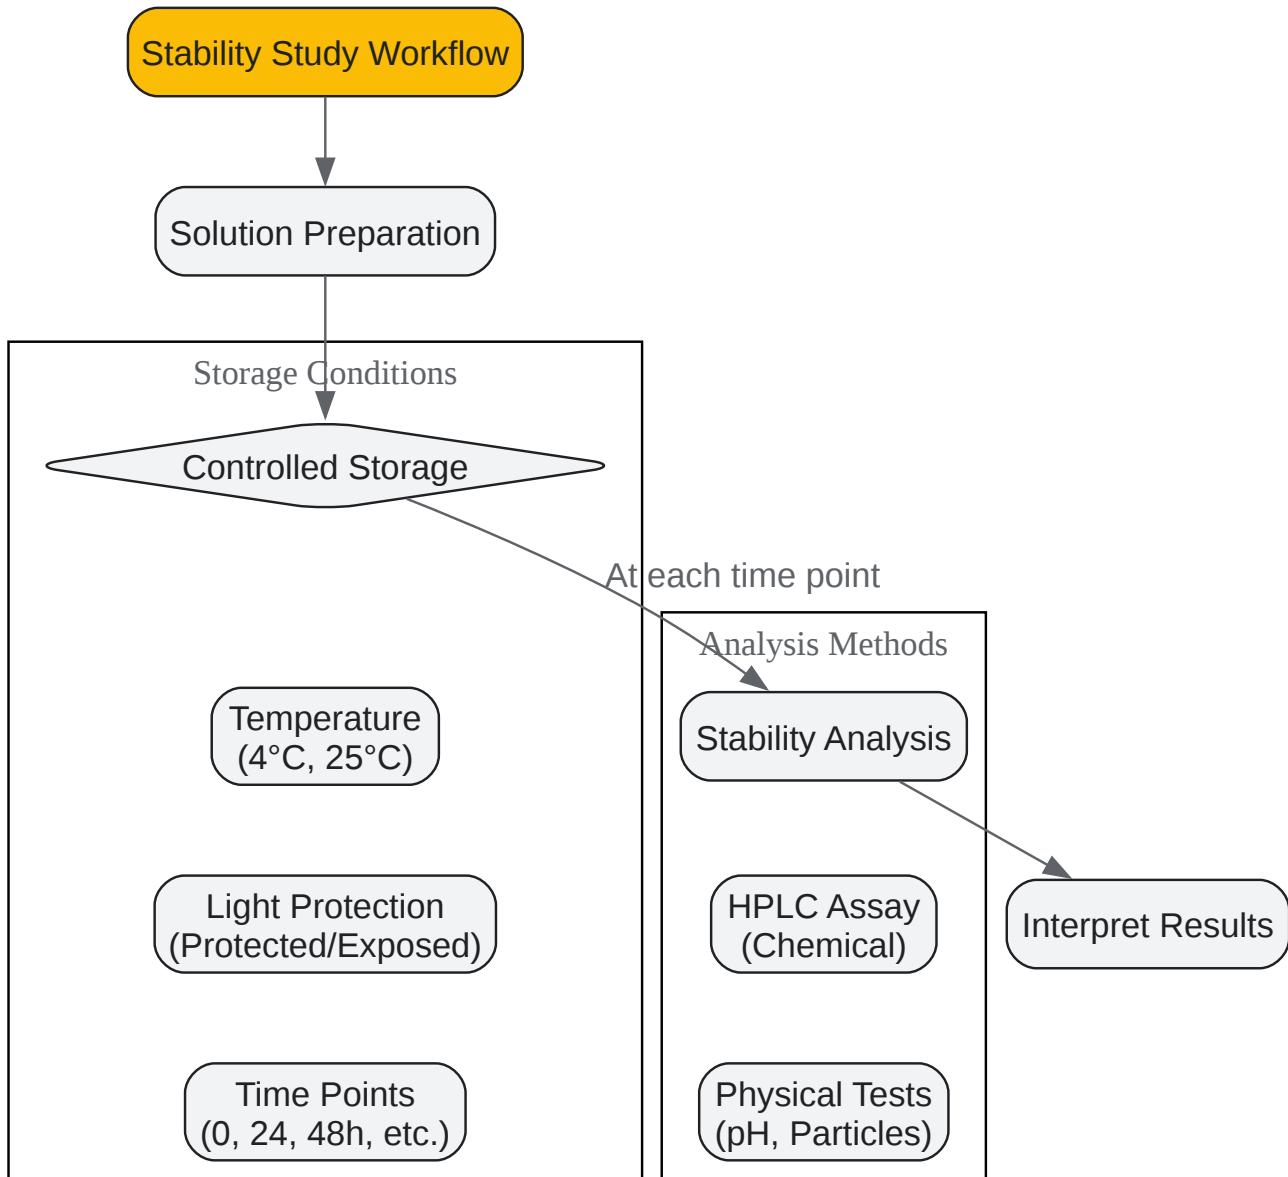 Stability Study Workflow
Solution Preparation
Storage Conditions
Controlled Storage
At each time point
Analysis Methods
Temperature
(4°C, 25°C)
Stability Analysis
Light Protection
(Protected/Exposed)
HPLC Assay
(Chemical)
Interpret Results
Time Points
(0, 24, 48h, etc.)
Physical Tests
(pH, Particles)